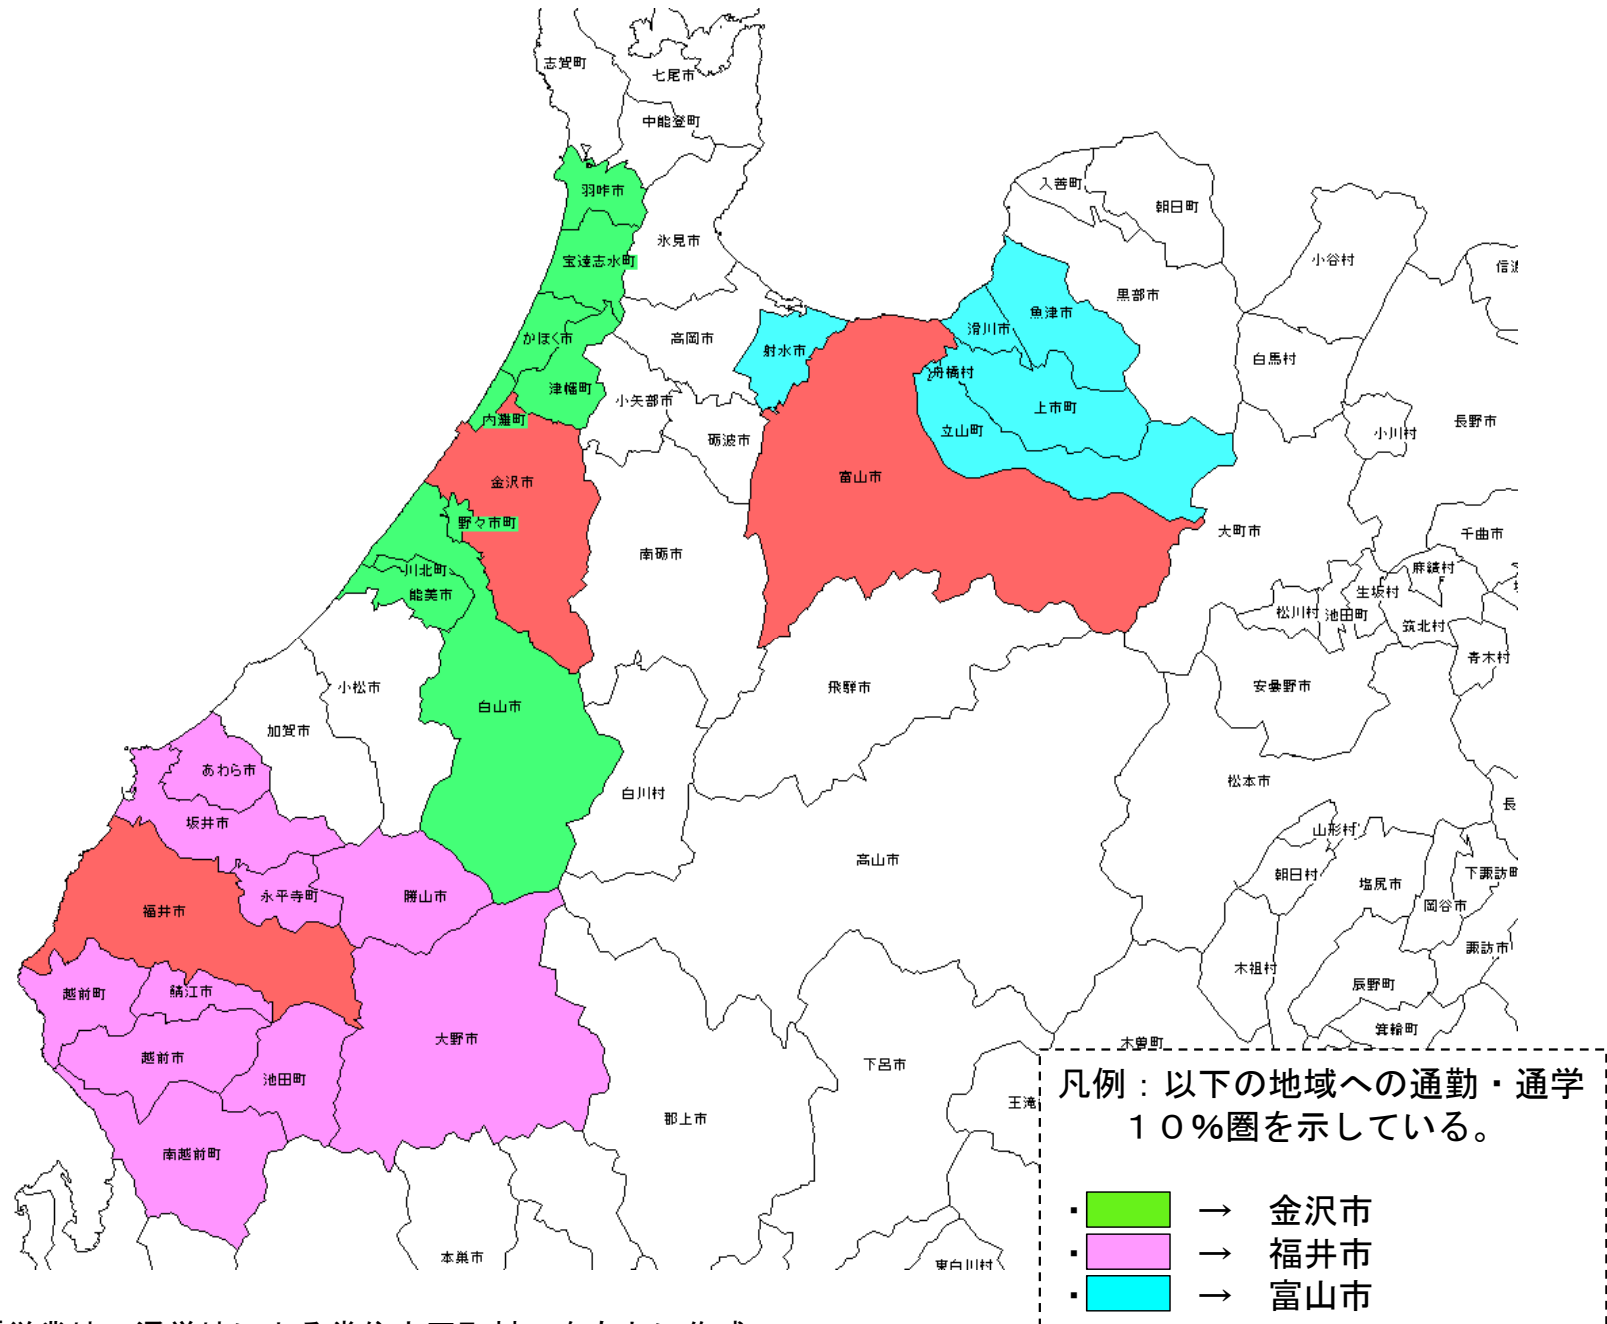 志賀町
七尾市
中能登町
羽咋市
入善町
朝日町
氷見市
宝達志水町
小谷村
黒部市
魚津市
滑川市
かほく市
高岡市
射水市
白馬村
舟橋村
津幡町
小矢部市
上市町
内灘町
立山町
砺波市
小川村
長野市
金沢市
富山市
野々市町
大町市
千曲市
南砺市
川北町
麻績村
能美市
生坂村
松川村
池田町
筑北村
青木村
小松市
飛騨市
安曇野市
白山市
加賀市
あわら市
松本市
白川村
長
坂井市
山形村
高山市
朝日村
下諏訪町
塩尻市
永平寺町
勝山市
岡谷市
福井市
諏訪市
木祖村
越前町
鯖江市
辰野町
箕輪町
大野市
木曽町
越前市
下呂市
池田町
王滝
郡上市
南越前町
本巣市
東白川村
凡例：以下の地域への通勤・通学
１０％圏を示している。
・ → 金沢市
・ → 福井市
・ → 富山市